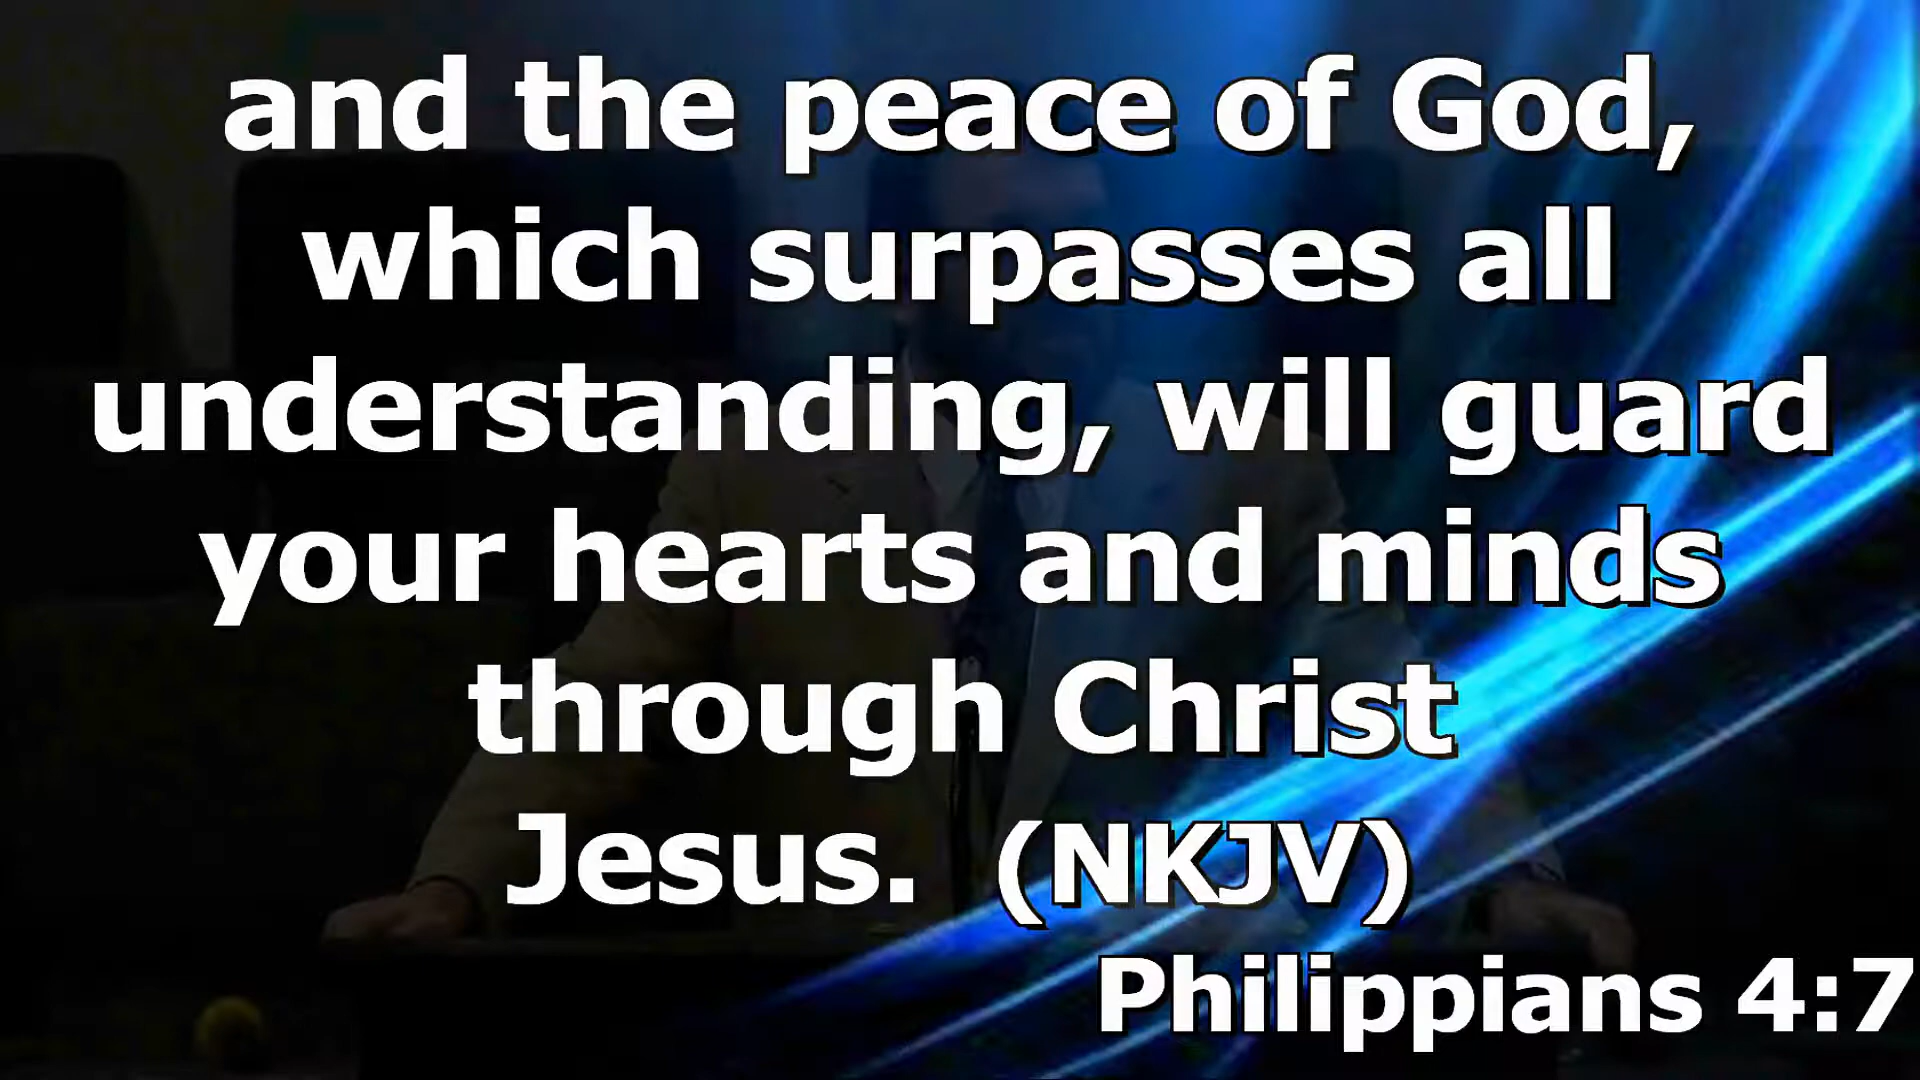 and the peace of God,
which surpasses all
understanding, will guard
your hearts and minds
through Christ
Jesus. (NKJV)
Philippians 4:7